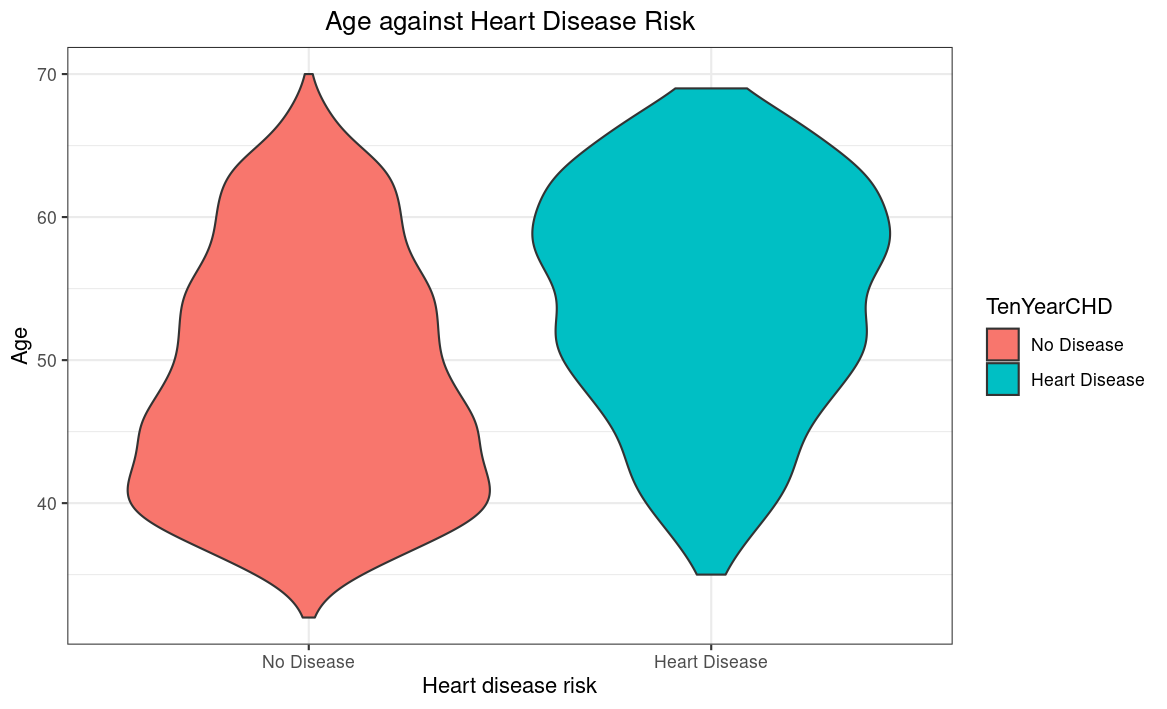 Age against Heart Disease Risk
70
60
50
40
Age
No Disease
Heart Disease
Heart disease risk
TenYearCHD
No Disease
Heart Disease